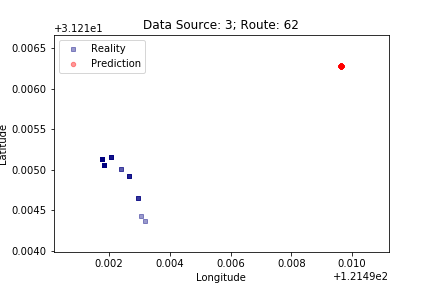 Data Source: 3; Route: 62
+3.121e1
Reality
Prediction
0.0065
0.0060
0.0055
0.0050
0.0045
0.0040
Latitude
0.002 0.004 0.006 0.008 0.010
Longitude
+1.2149e2